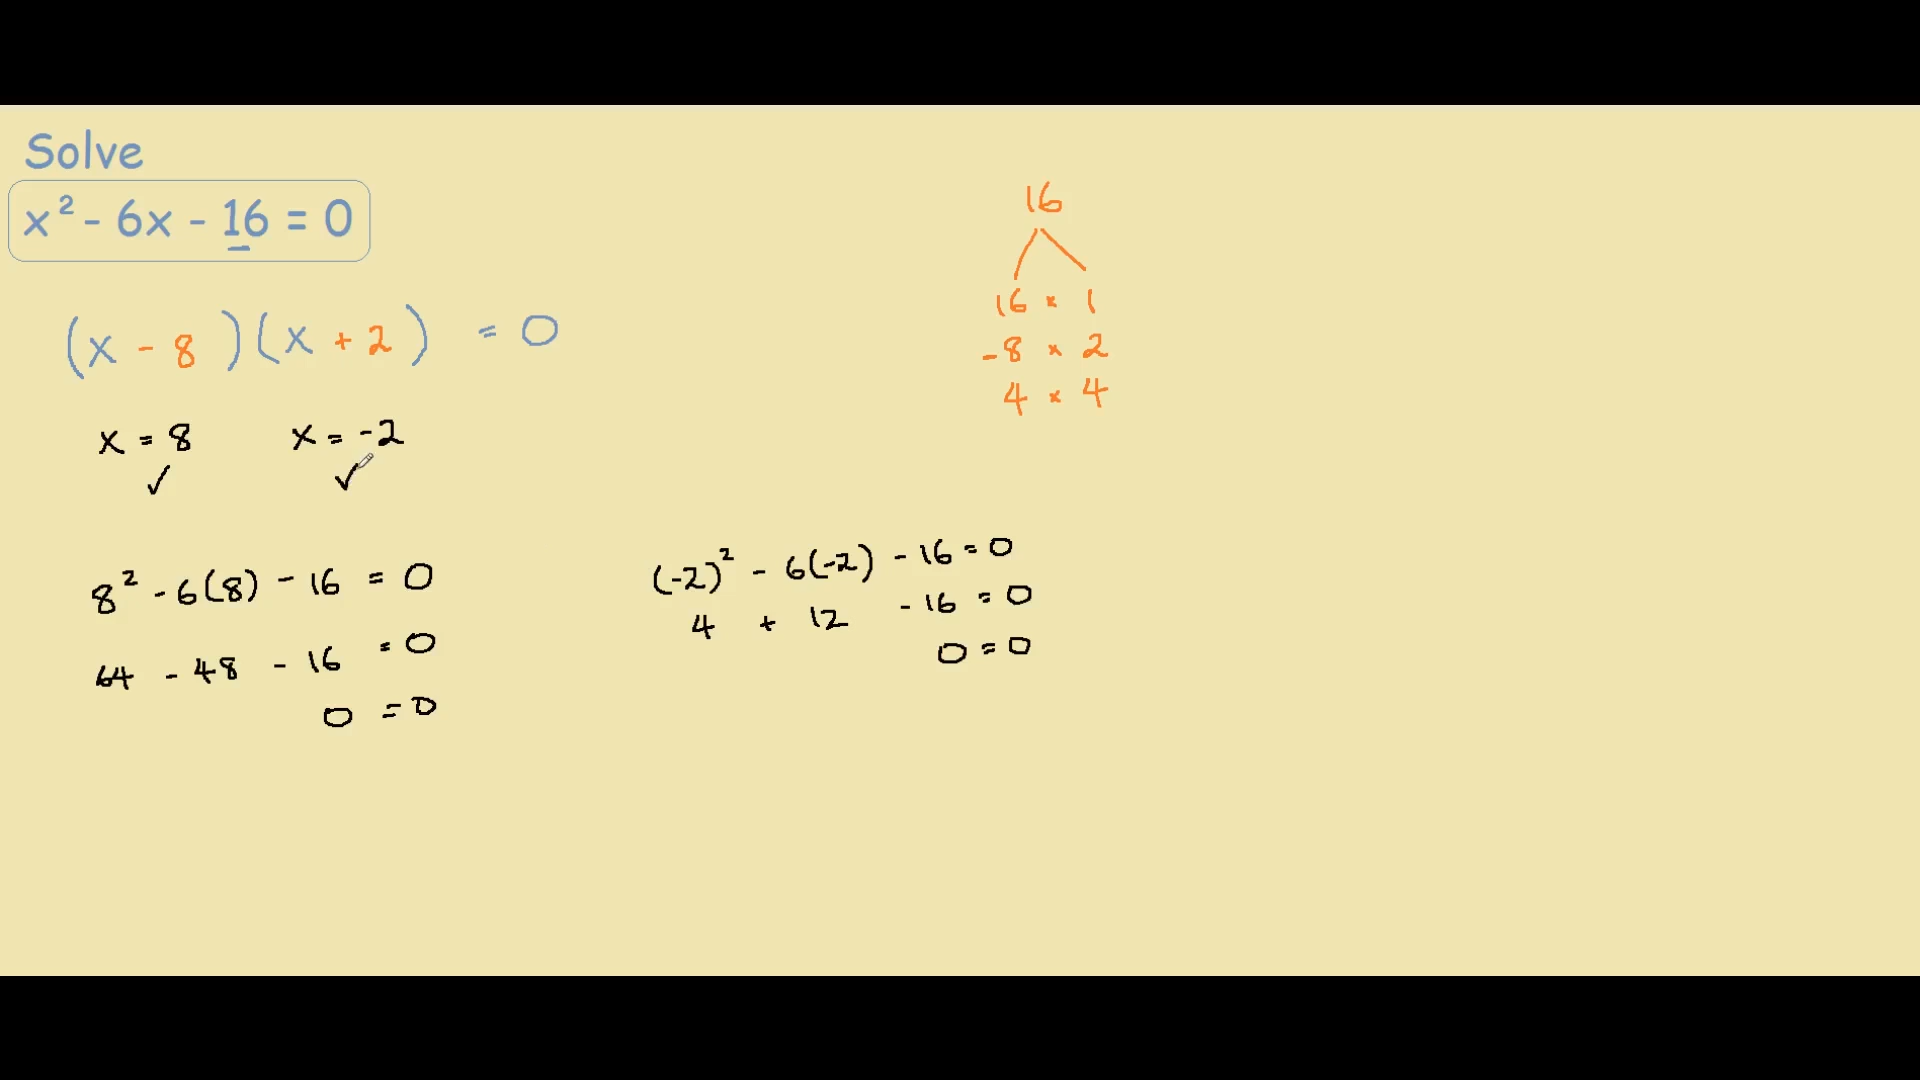 Solve
x² - 6x - 16 = 0
(x - 8)(x + 2) = 0
x = 8
x = -2
✓
✓
16
16 × 1
-8 × 2
4 × 4
8² - 6(8) - 16 = 0
64 - 48 - 16 = 0
0 = 0
(-2)² - 6(-2) - 16 = 0
4 + 12 - 16 = 0
0 = 0